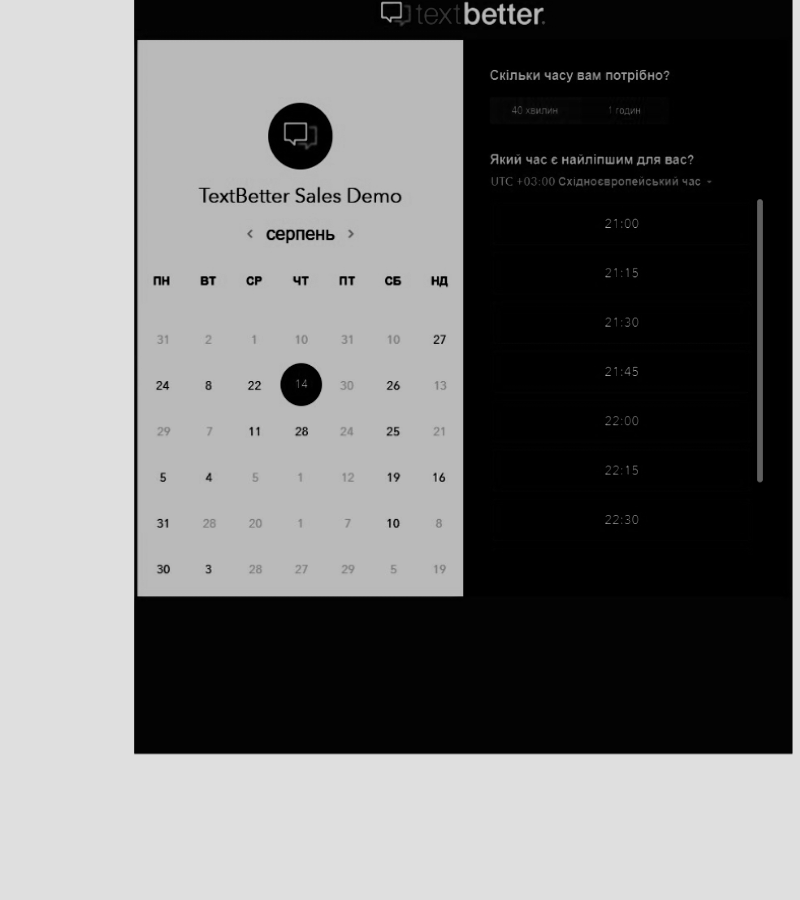 textbetter.
TextBetter Sales Demo
‹ серпень ›
ПН ВТ СР ЧТ ПТ СБ НД
31 2 1 10 31 10 27
24 8 22 14 30 26 13
29 7 11 28 24 25 21
5 4 5 1 12 19 16
31 28 20 1 7 10 8
30 3 28 27 29 5 19
Скільки часу вам потрібно?
40 хвилин 1 годин
Який час є найліпшим для вас?
UTC +03:00 Східноєвропейський час
21:00
21:15
21:30
21:45
22:00
22:15
22:30